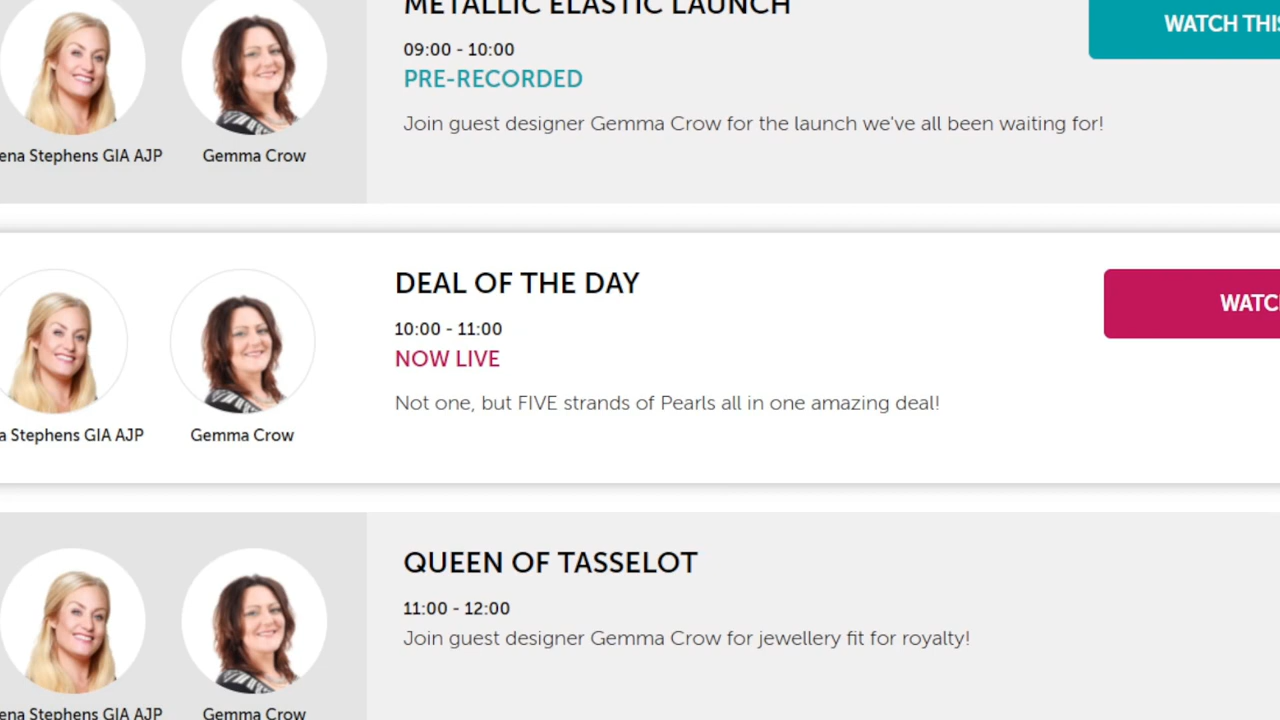 METALLIC ELASTIC LAUNCH
WATCH THIS
09:00 - 10:00
PRE-RECORDED
Join guest designer Gemma Crow for the launch we've all been waiting for!
ena Stephens GIA AJP
Gemma Crow
DEAL OF THE DAY
WATC
10:00 - 11:00
NOW LIVE
Not one, but FIVE strands of Pearls all in one amazing deal!
a Stephens GIA AJP
Gemma Crow
QUEEN OF TASSELOT
11:00 - 12:00
Join guest designer Gemma Crow for jewellery fit for royalty!
ena Stephens GIA AJP
Gemma Crow